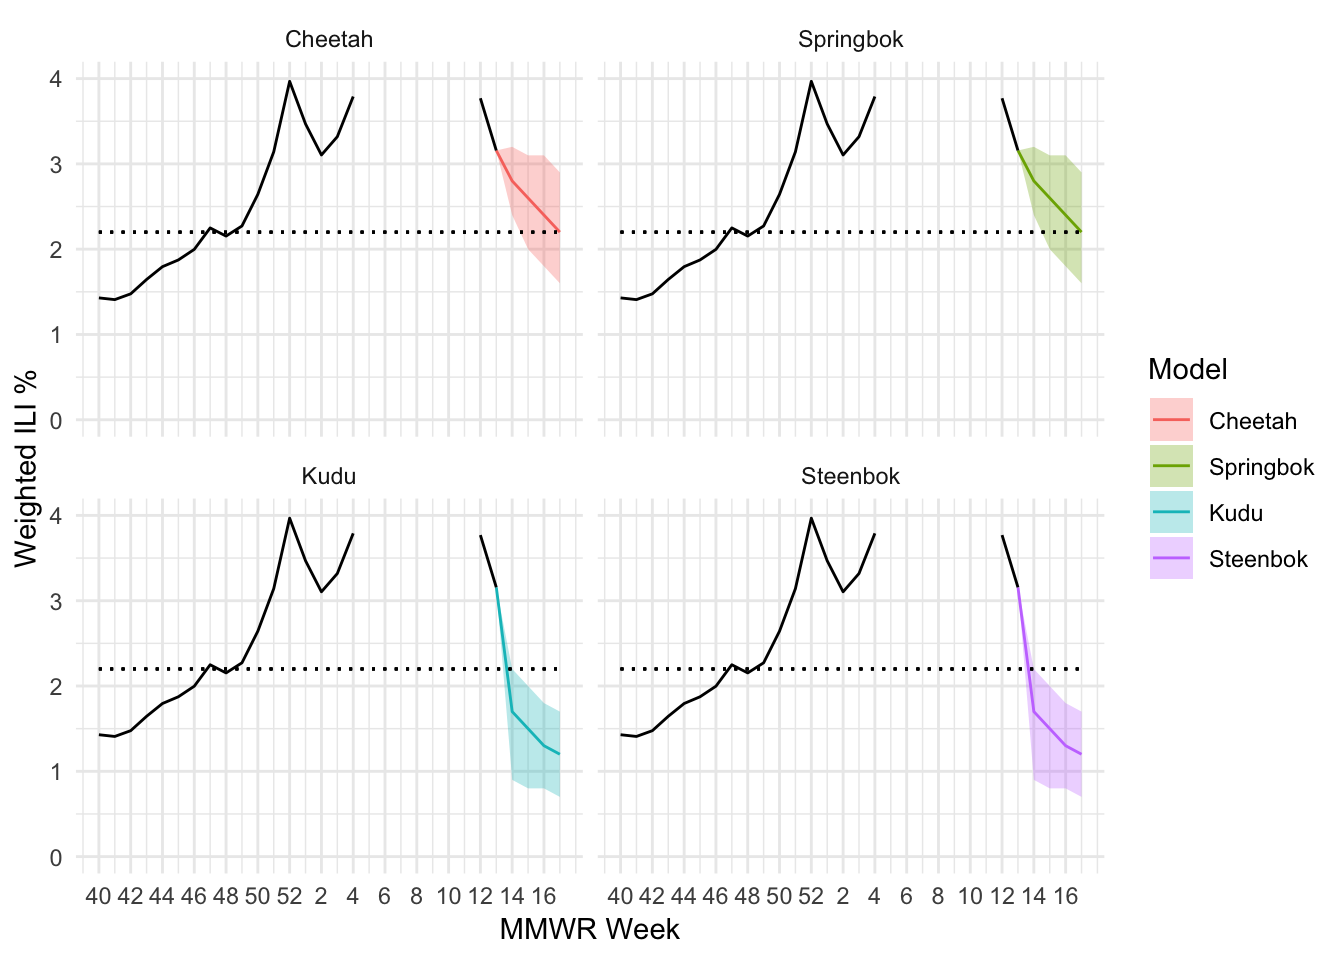 Cheetah
Springbok
4
3
2
1
0
Kudu
Steenbok
4
3
2
1
0
40 42 44 46 48 50 52 2 4 6 8 10 12 14 16
40 42 44 46 48 50 52 2 4 6 8 10 12 14 16
MMWR Week
Weighted ILI %
Model
Cheetah
Springbok
Kudu
Steenbok